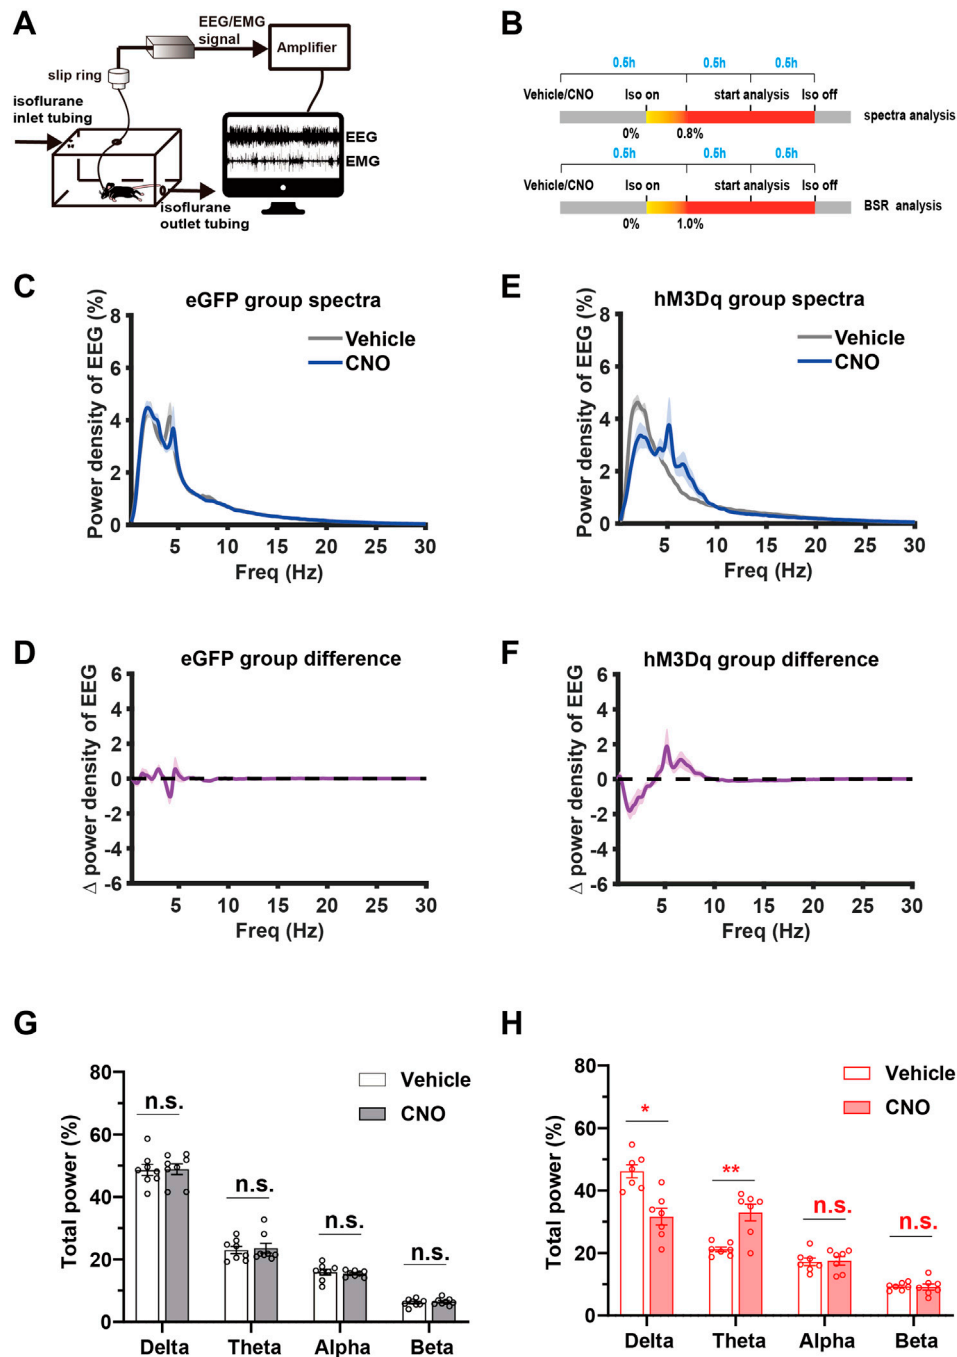 A
EEG/EMG
signal
Amplifier
slip ring
isoflurane
inlet tubing
EEG
EMG
isoflurane
outlet tubing
B
0.5h 0.5h 0.5h
Vehicle/CNO Iso on start analysis Iso off
spectra analysis
0% 0.8%
0.5h 0.5h 0.5h
Vehicle/CNO Iso on start analysis Iso off
BSR analysis
0% 1.0%
C
eGFP group spectra
Power density of EEG (%)
8
6
4
2
0
Vehicle
CNO
5 10 15 20 25 30
Freq (Hz)
E
hM3Dq group spectra
Power density of EEG (%)
8
6
4
2
0
Vehicle
CNO
5 10 15 20 25 30
Freq (Hz)
D
eGFP group difference
Δ power density of EEG
6
4
2
0
-2
-4
-6
5 10 15 20 25 30
Freq (Hz)
F
hM3Dq group difference
Δ power density of EEG
6
4
2
0
-2
-4
-6
5 10 15 20 25 30
Freq (Hz)
G
Total power (%)
80
60
40
20
0
Vehicle
CNO
n.s.
n.s.
n.s.
n.s.
Delta Theta Alpha Beta
H
Total power (%)
80
60
40
20
0
Vehicle
CNO
*
**
n.s.
n.s.
Delta Theta Alpha Beta